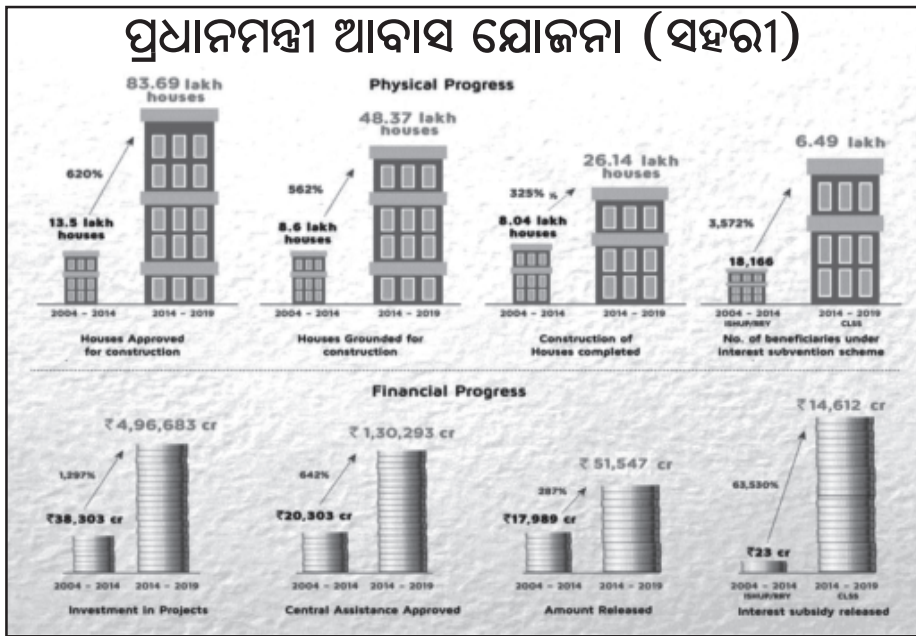 ପ୍ରଧାନମନ୍ତ୍ରୀ ଆବାସ ଯୋଜନା (ସହରୀ)
Physical Progress
83.69 lakh
houses
620%
13.5 lakh
houses
2004 – 2014
2014 – 2019
Houses Approved
for construction
48.37 lakh
houses
562%
8.6 lakh
houses
2004 – 2014
2014 – 2019
Houses Grounded for
construction
26.14 lakh
houses
325% %
8.04 lakh
houses
2004 – 2014
2014 – 2019
Construction of
Houses completed
6.49 lakh
3,572%
18,166
2004 – 2014
ISHUP/RRY
2014 – 2019
CLSS
No. of beneficiaries under
Interest subvention scheme
Financial Progress
₹4,96,683 cr
1,297%
₹38,303 cr
2004 – 2014
2014 – 2019
Investment in Projects
₹1,30,293 cr
642%
₹20,303 cr
2004 – 2014
2014 – 2019
Central Assistance Approved
₹51,547 cr
287%
₹17,989 cr
2004 – 2014
2014 – 2019
Amount Released
₹14,612 cr
63,530%
₹23 cr
2004 – 2014
ISHUP/RRY
2014 – 2019
CLSS
Interest subsidy released